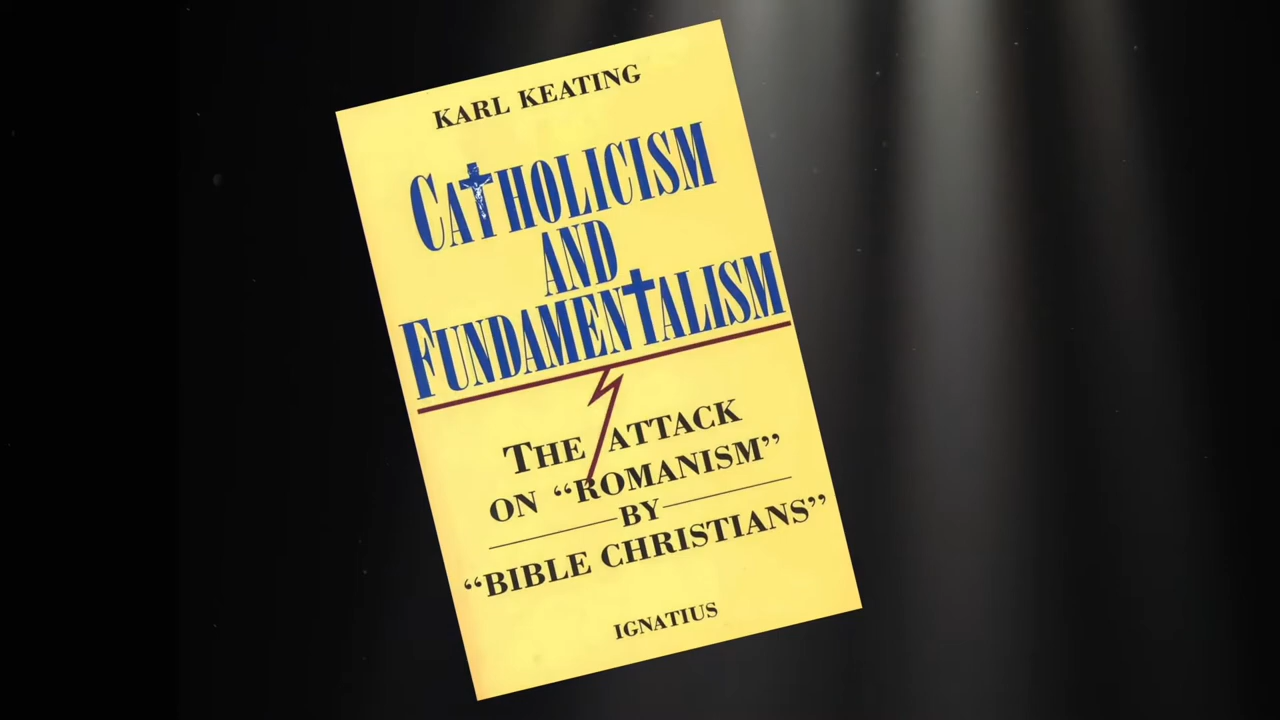 KARL KEATING
CATHOLICISM
AND
FUNDAMENTALISM
THE ATTACK
ON “ROMANISM”
BY
“BIBLE CHRISTIANS”
IGNATIUS